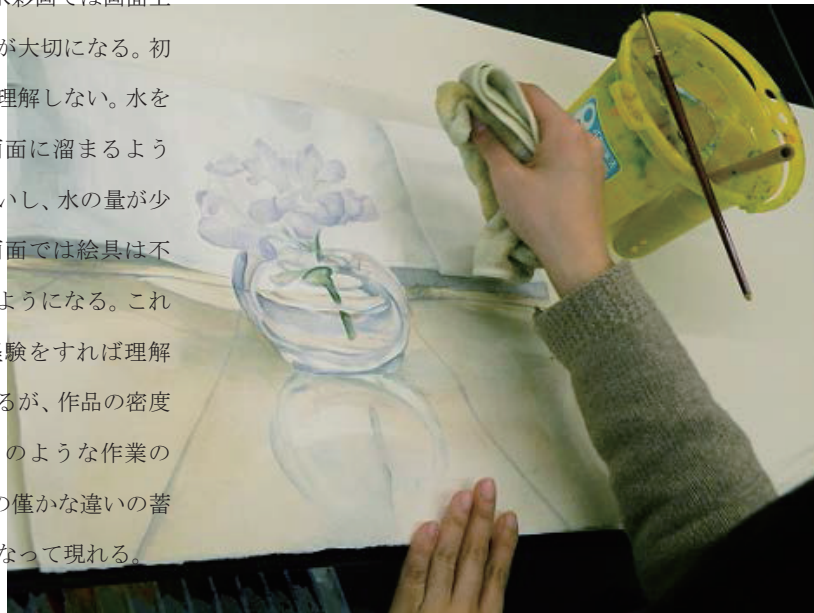 水彩画では画面上
が大切になる。初
理解しない。水を
画面に溜まるよう
いし、水の量が少
画面では絵具は不
ようになる。これ
験をすれば理解
るが、作品の密度
のような作業の
の僅かな違いの蓄
なって現れる。